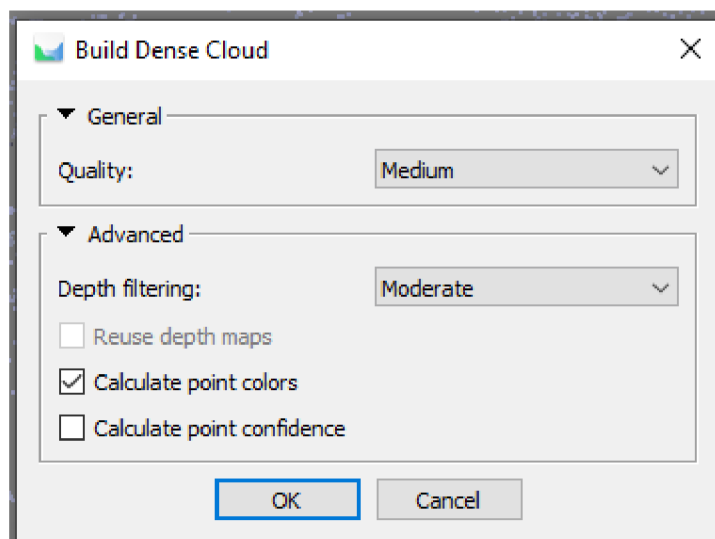 Build Dense Cloud
General
Quality: Medium
Advanced
Depth filtering: Moderate
Reuse depth maps
Calculate point colors
Calculate point confidence
OK Cancel